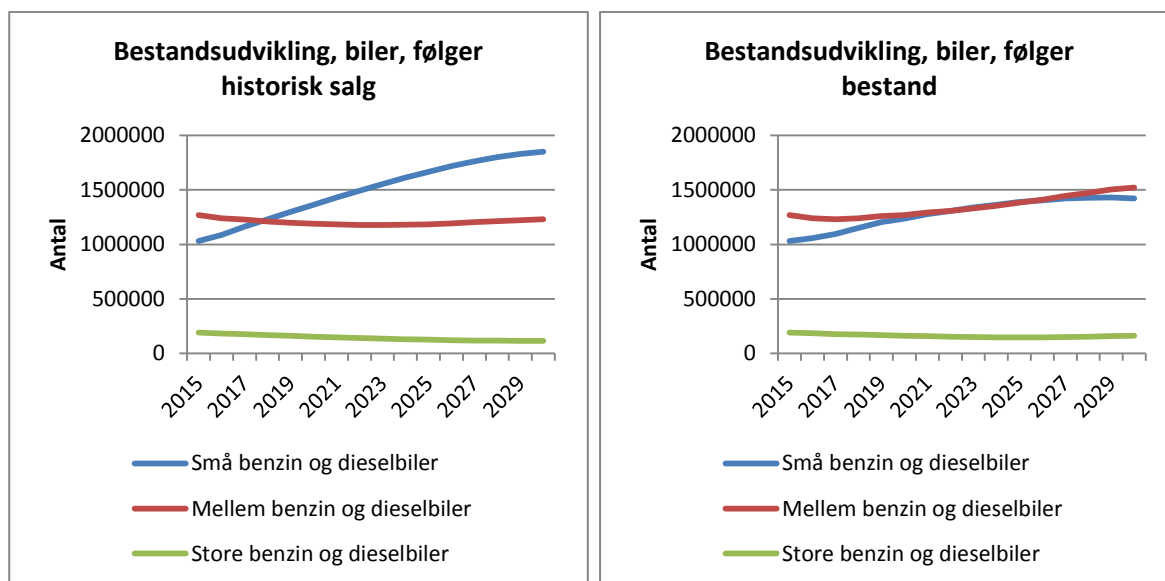 Bestandsudvikling, biler, følger
historisk salg
2000000
1500000
1000000
500000
0
Antal
2015
2017
2019
2021
2023
2025
2027
2029
Små benzin og dieselbiler
Mellem benzin og dieselbiler
Store benzin og dieselbiler
Bestandsudvikling, biler, følger
bestand
2000000
1500000
1000000
500000
0
Antal
2015
2017
2019
2021
2023
2025
2027
2029
Små benzin og dieselbiler
Mellem benzin og dieselbiler
Store benzin og dieselbiler